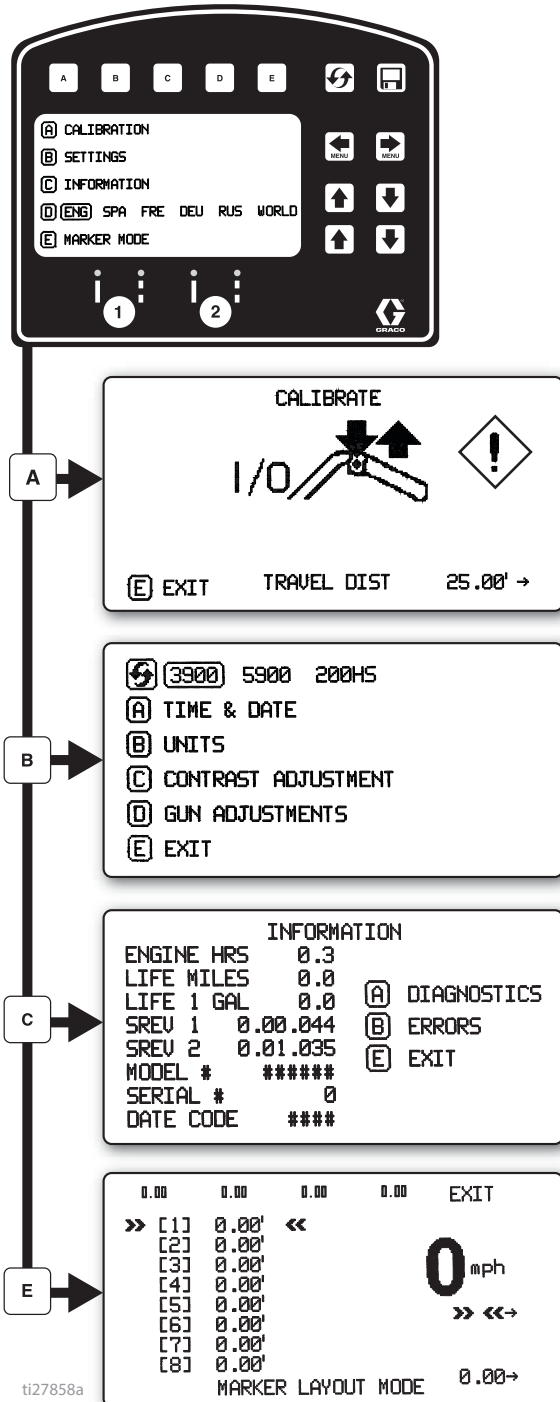 A B C D E
A CALIBRATION
MENU MENU
B SETTINGS
C INFORMATION
D ENG SPA FRE DEU RUS WORLD
E MARKER MODE
1 2
G
GRACO
A
CALIBRATE
I/O
!
E EXIT TRAVEL DIST 25.00' →
B
3900 5900 200HS
A TIME & DATE
B UNITS
C CONTRAST ADJUSTMENT
D GUN ADJUSTMENTS
E EXIT
C
INFORMATION
ENGINE HRS 0.3
LIFE MILES 0.0
LIFE 1 GAL 0.0
SREV 1 0.00.044
SREV 2 0.01.035
MODEL # ######
SERIAL # 0
DATE CODE ####
A DIAGNOSTICS
B ERRORS
E EXIT
E
0.00 0.00 0.00 0.00 EXIT
>> [1] 0.00' <<
[2] 0.00'
[3] 0.00'
[4] 0.00'
[5] 0.00'
[6] 0.00'
[7] 0.00'
[8] 0.00'
0 mph
>> <<→
MARKER LAYOUT MODE 0.00→
ti27858a